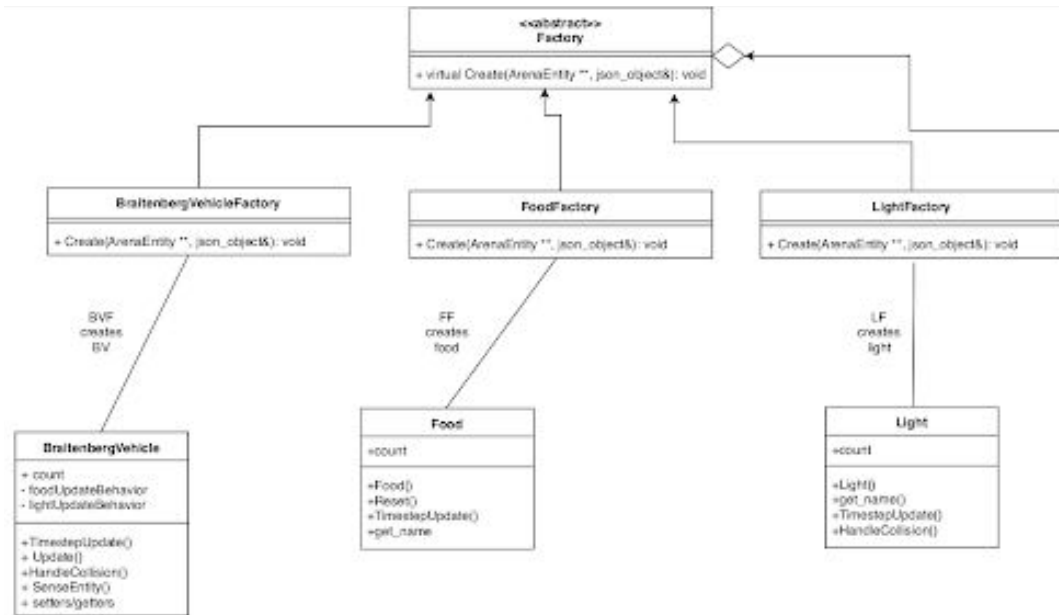 <<abstract>>
Factory
+ virtual Create(ArenaEntity **, json_object&): void
BraitenbergVehicleFactory
+ Create(ArenaEntity **, json_object&): void
FoodFactory
+ Create(ArenaEntity **, json_object&): void
LightFactory
+ Create(ArenaEntity **, json_object&): void
BVF
creates
BV
FF
creates
food
LF
creates
light
BraitenbergVehicle
+ count
- foodUpdateBehavior
- lightUpdateBehavior
+TimestepUpdate()
+ Update()
+HandleCollision()
+ SenseEntity()
+ setters/getters
Food
+count
+Food()
+Reset()
+TimestepUpdate()
+get_name
Light
+count
+Light()
+get_name()
+TimestepUpdate()
+HandleCollision()